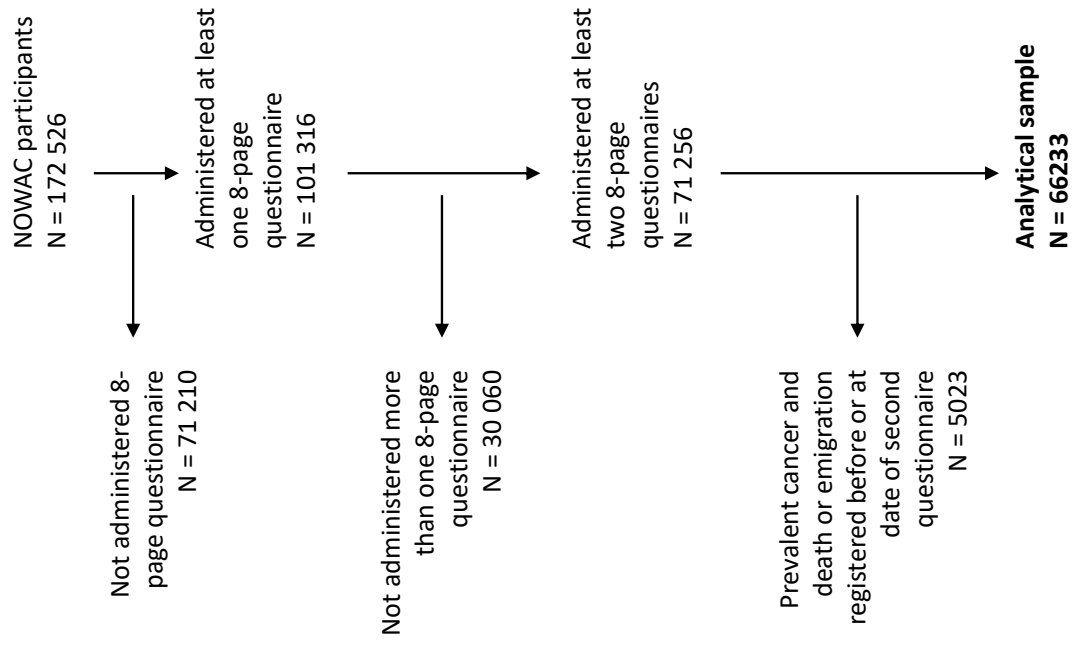 NOWAC participants
N = 172 526
Not administered 8-
page questionnaire
N = 71 210
Administered at least
one 8-page
questionnaire
N = 101 316
Not administered more
than one 8-page
questionnaire
N = 30 060
Administered at least
two 8-page
questionnaires
N = 71 256
Prevalent cancer and
death or emigration
registered before or at
date of second
questionnaire
N = 5023
Analytical sample
N = 66233